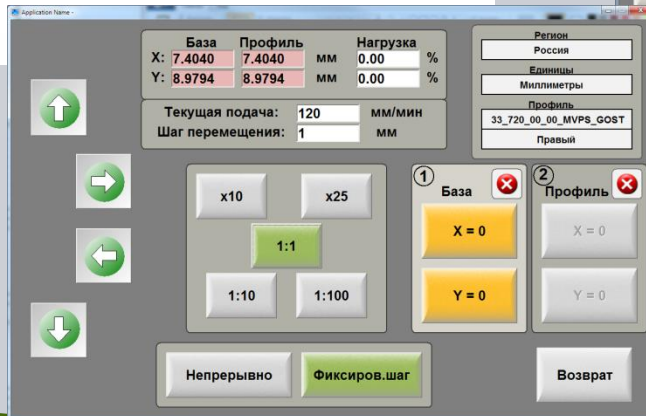 Application Name -
База Профиль Нагрузка
X: 7.4040 7.4040 мм 0.00 %
Y: 8.9794 8.9794 мм 0.00 %
Текущая подача: 120 мм/мин
Шаг перемещения: 1 мм
Регион
Россия
Единицы
Миллиметры
Профиль
33_720_00_00_MVPS_GOST
Правый
x10 x25
1:1
1:10 1:100
1 База
X = 0
Y = 0
2 Профиль
X = 0
Y = 0
Непрерывно Фиксиров.шаг
Возврат